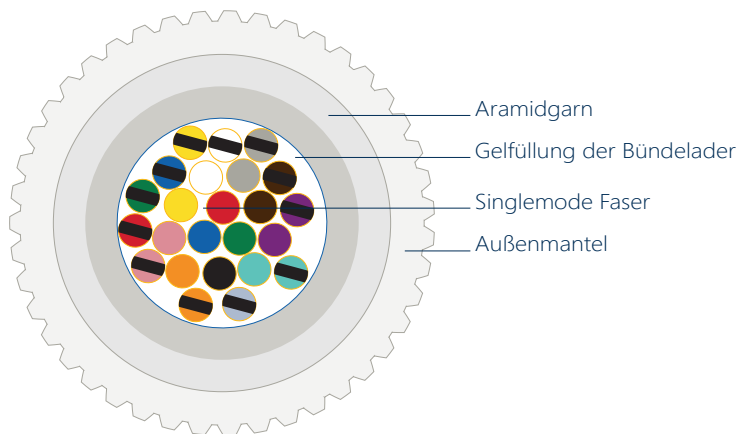 Aramidgarn
Gelfüllung der Bündelader
Singlemode Faser
Außenmantel